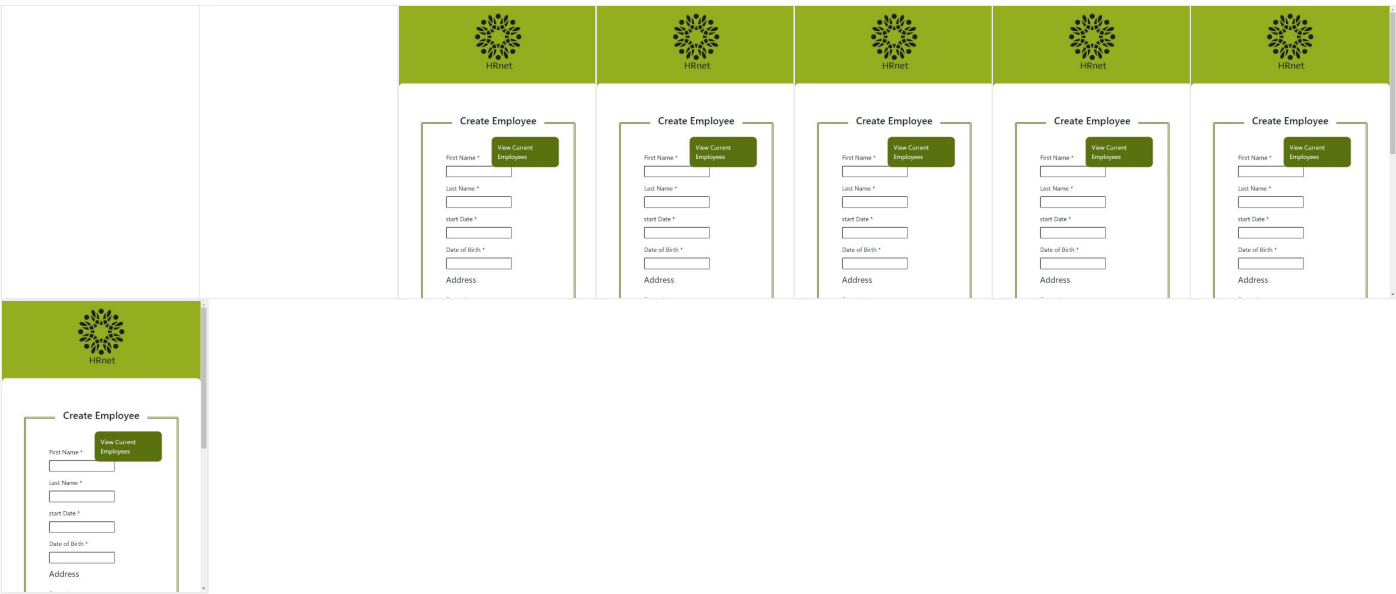 HRnet
Create Employee
View Current
Employees
First Name *
Last Name *
start Date *
Date of Birth *
Address
HRnet
Create Employee
View Current
Employees
First Name *
Last Name *
start Date *
Date of Birth *
Address
HRnet
Create Employee
View Current
Employees
First Name *
Last Name *
start Date *
Date of Birth *
Address
HRnet
Create Employee
View Current
Employees
First Name *
Last Name *
start Date *
Date of Birth *
Address
HRnet
Create Employee
View Current
Employees
First Name *
Last Name *
start Date *
Date of Birth *
Address
HRnet
Create Employee
View Current
Employees
First Name *
Last Name *
start Date *
Date of Birth *
Address